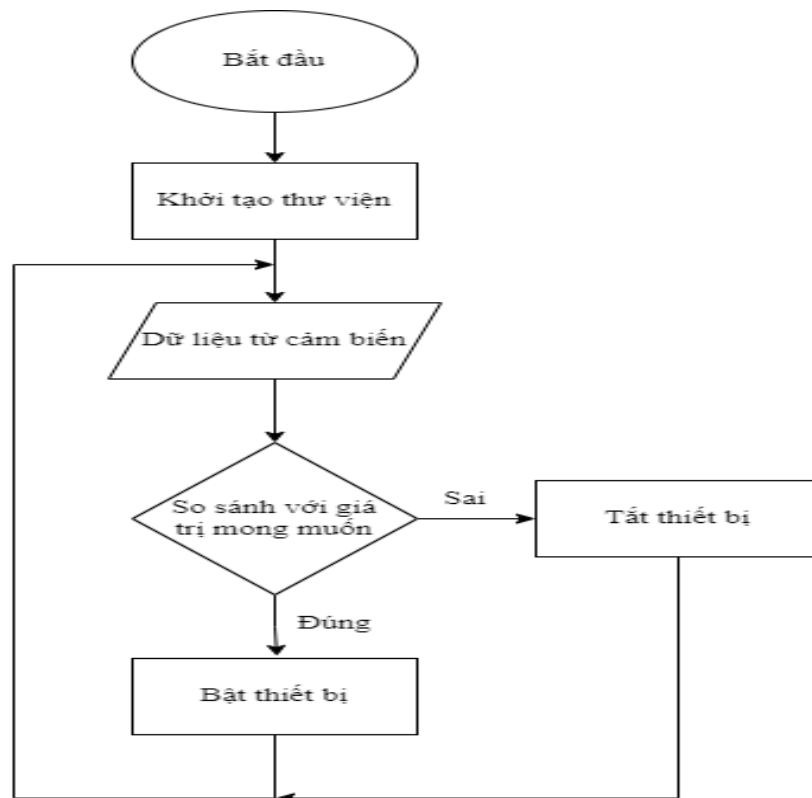 Bắt đầu
Khởi tạo thư viện
Dữ liệu từ cảm biến
So sánh với giá
trị mong muốn
Sai
Tắt thiết bị
Đúng
Bật thiết bị